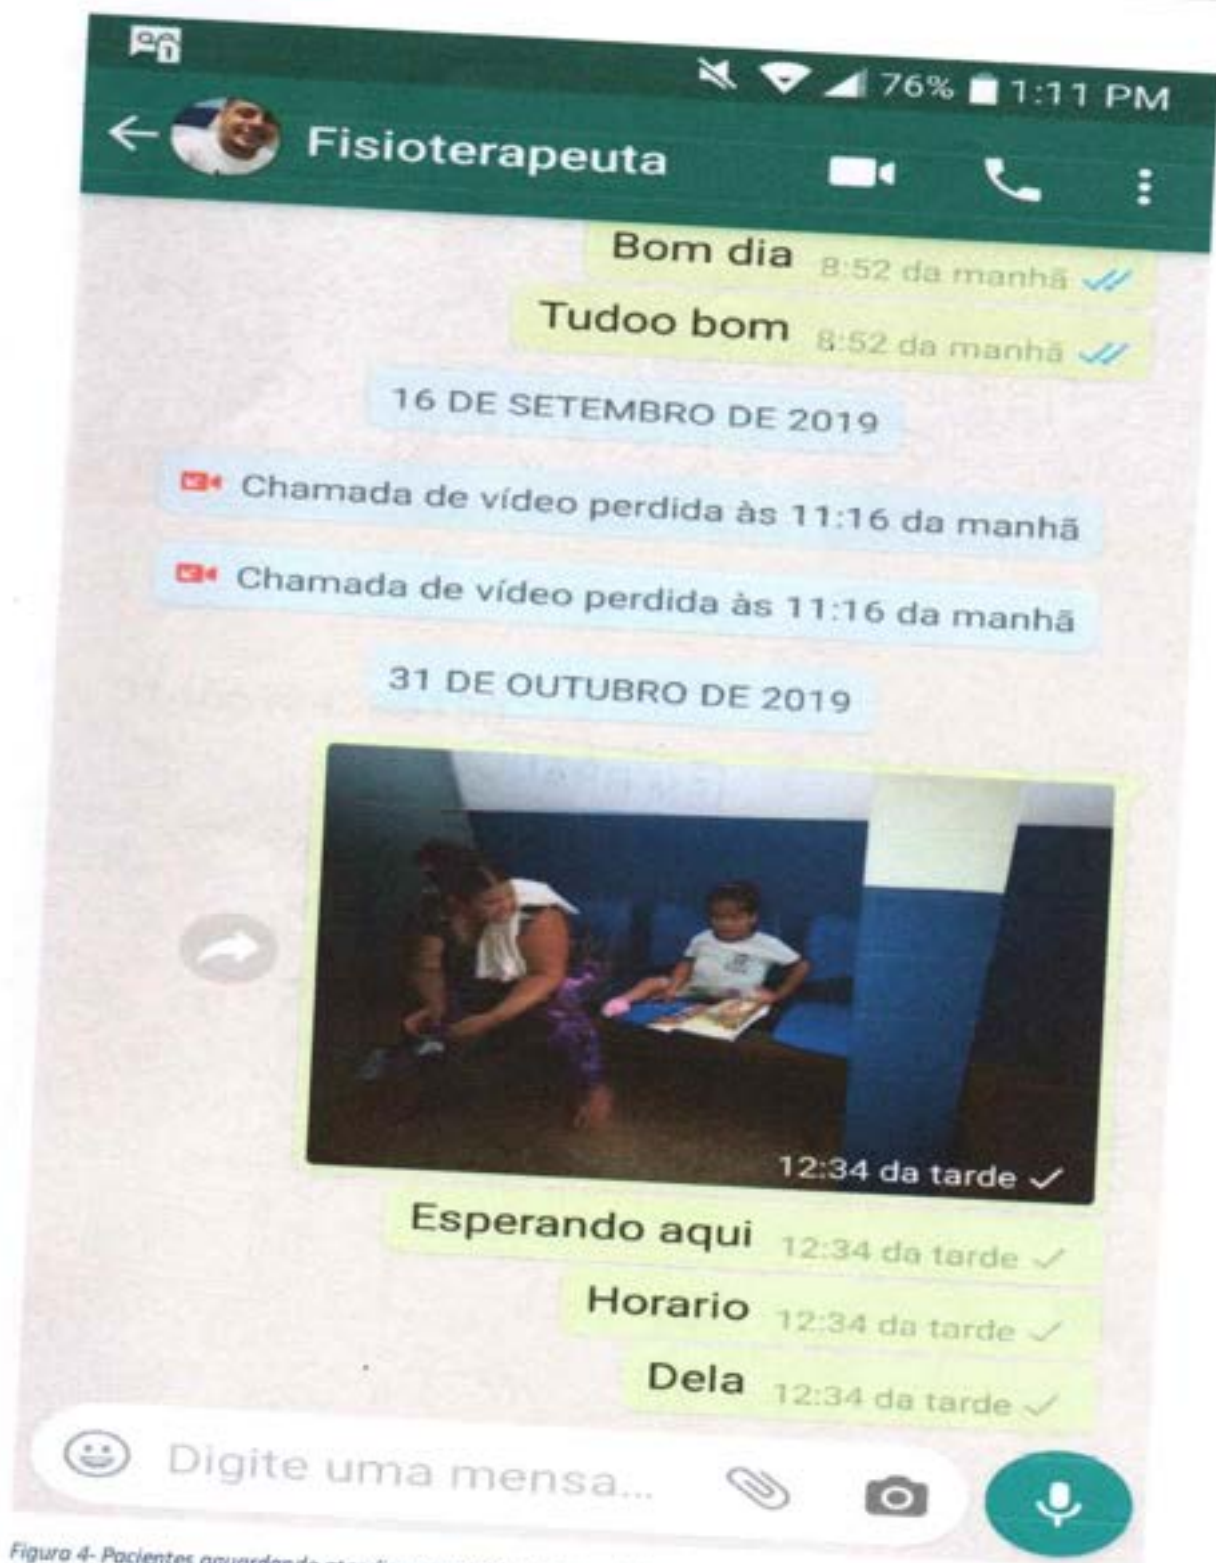 76% 1:11 PM
Fisioterapeuta
Bom dia 8:52 da manhã
Tudoo bom 8:52 da manhã
16 DE SETEMBRO DE 2019
Chamada de vídeo perdida às 11:16 da manhã
Chamada de vídeo perdida às 11:16 da manhã
31 DE OUTUBRO DE 2019
12:34 da tarde
Esperando aqui 12:34 da tarde
Horario 12:34 da tarde
Dela 12:34 da tarde
Digite uma mensa...
Figura 4- Pacientes aguardando